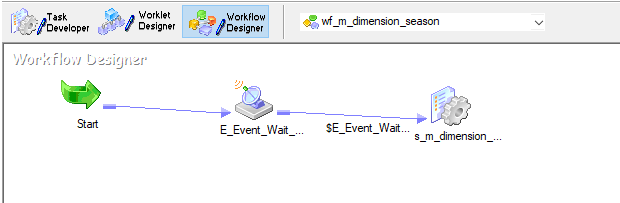 Task
Developer
Worklet
Designer
Workflow
Designer
wf_m_dimension_season
Workflow Designer
Start
E_Event_Wait_...
$E_Event_Wait...
s_m_dimension_...